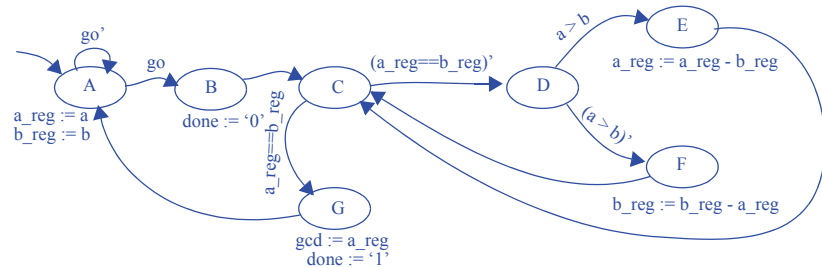 go’
go
A
B
C
(a_reg==b_reg)’
D
a > b
E
a_reg := a_reg - b_reg
a_reg := a
b_reg := b
done := ‘0’
a_reg==b_reg
(a > b)’
F
b_reg := b_reg - a_reg
G
gcd := a_reg
done := ‘1’